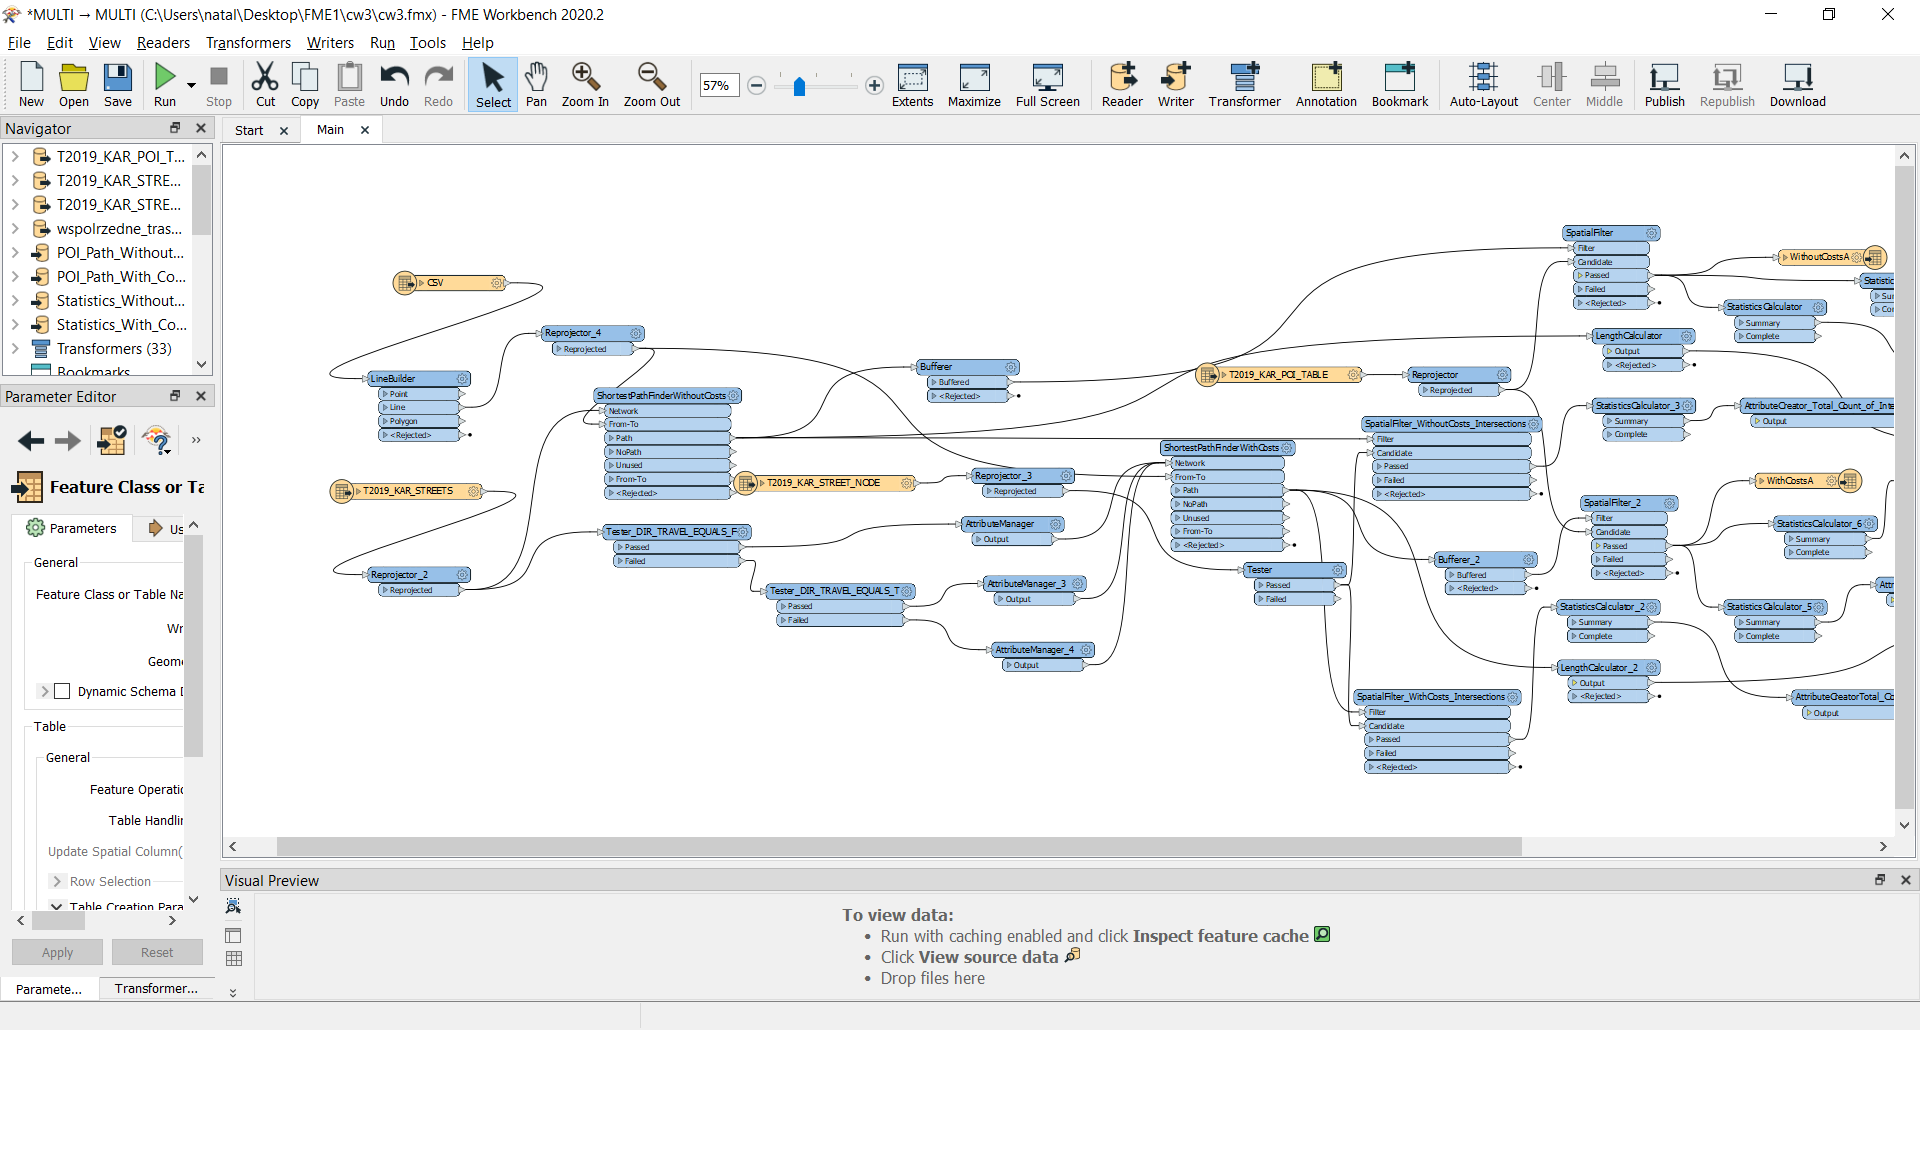 *MULTI → MULTI (C:\Users\natal\Desktop\FME1\cw3\cw3.fmx) - FME Workbench 2020.2
File Edit View Readers Transformers Writers Run Tools Help
57%
New Open Save Run Stop Cut Copy Paste Undo Redo Select Pan Zoom In Zoom Out Extents Maximize Full Screen Reader Writer Transformer Annotation Bookmark Auto-Layout Center Middle Publish Republish Download
Navigator
T2019_KAR_POI_T...
T2019_KAR_STRE...
T2019_KAR_STRE...
wspolrzedne_tras...
POI_Path_Without...
POI_Path_With_Co...
Statistics_Without...
Statistics_With_Co...
Transformers (33)
Bookmarks
Parameter Editor
Feature Class or Ta
Parameters Us
General
Feature Class or Table Na
Wr
Geome
Dynamic Schema D
Table
General
Feature Operatio
Table Handlin
Update Spatial Column(
Row Selection
Table Creation Para
Apply Reset
Paramete... Transformer...
Start Main
CSV
LineBuilder
Point
Line
Polygon
<Rejected>
Reprojector_4
Reprojected
T2019_KAR_STREETS
Reprojector_2
Reprojected
ShortestPathFinderWithoutCosts
Network
From-To
Path
NoPath
Unused
From-To
<Rejected>
Tester_DIR_TRAVEL_EQUALS_F
Passed
Failed
T2019_KAR_STREET_NODE
Tester_DIR_TRAVEL_EQUALS_T
Passed
Failed
Bufferer
Buffered
<Rejected>
Reprojector_3
Reprojected
AttributeManager
Output
AttributeManager_3
Output
AttributeManager_4
Output
T2019_KAR_POI_TABLE
Reprojector
Reprojected
ShortestPathFinderWithCosts
Network
From-To
Path
NoPath
Unused
From-To
<Rejected>
Tester
Passed
Failed
SpatialFilter_WithoutCosts_Intersections
Filter
Candidate
Passed
Failed
<Rejected>
Bufferer_2
Buffered
<Rejected>
SpatialFilter_WithCosts_Intersections
Filter
Candidate
Passed
Failed
<Rejected>
SpatialFilter
Filter
Candidate
Passed
Failed
<Rejected>
LengthCalculator
Output
<Rejected>
StatisticsCalculator_3
Summary
Complete
SpatialFilter_2
Filter
Candidate
Passed
Failed
<Rejected>
StatisticsCalculator_2
Summary
Complete
LengthCalculator_2
Output
<Rejected>
WithoutCostsA
Statistic
Sur
Cor
StatisticsCalculator
Summary
Complete
AttributeCreator_Total_Count_of_Inte
Output
WithCostsA
StatisticsCalculator_6
Summary
Complete
Attr
StatisticsCalculator_5
Summary
Complete
AttributeCreatorTotal_Co
Output
Visual Preview
To view data:
• Run with caching enabled and click Inspect feature cache
• Click View source data
• Drop files here